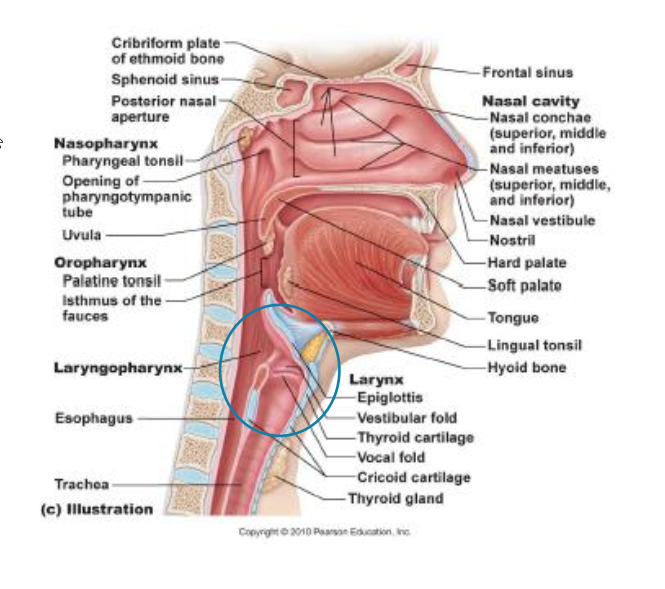 Cribriform plate
of ethmoid bone
Sphenoid sinus
Posterior nasal
aperture
Nasopharynx
Pharyngeal tonsil
Opening of
pharyngotympanic
tube
Uvula
Oropharynx
Palatine tonsil
Isthmus of the
fauces
Laryngopharynx
Esophagus
Trachea
(c) Illustration
Frontal sinus
Nasal cavity
Nasal conchae
(superior, middle
and inferior)
Nasal meatuses
(superior, middle,
and inferior)
Nasal vestibule
Nostril
Hard palate
Soft palate
Tongue
Lingual tonsil
Hyoid bone
Larynx
Epiglottis
Vestibular fold
Thyroid cartilage
Vocal fold
Cricoid cartilage
Thyroid gland
Copyright © 2010 Pearson Education, Inc.